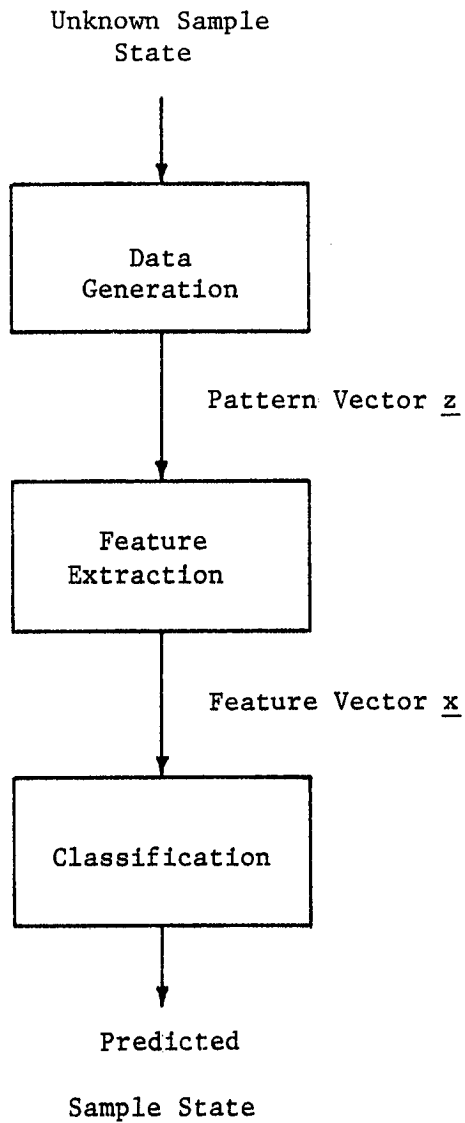 Unknown Sample
State
Data
Generation
Pattern Vector z
Feature
Extraction
Feature Vector x
Classification
Predicted
Sample State